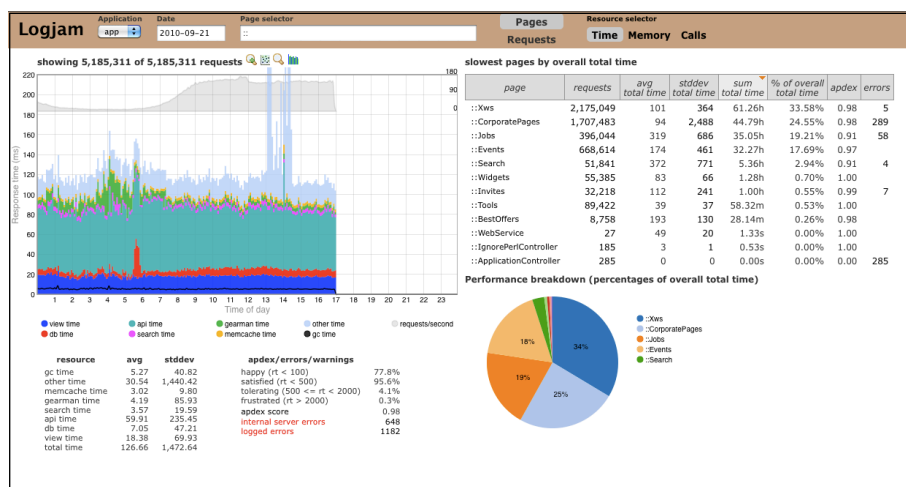 Logjam
Application
app
Date
2010-09-21
Page selector
::
Pages
Requests
Resource selector
Time Memory Calls
showing 5,185,311 of 5,185,311 requests
220
200
180
160
140
120
100
80
60
40
20
0
Response time (ms)
180
90
0
1 2 3 4 5 6 7 8 9 10 11 12 13 14 15 16 17 18 19 20 21 22 23
Time of day
view time api time gearman time other time requests/second
db time search time memcache time gc time
resource avg stddev
gc time 5.27 40.82
other time 30.54 1,440.42
memcache time 3.02 9.80
gearman time 4.19 85.93
search time 3.57 19.59
api time 59.91 235.45
db time 7.05 47.21
view time 18.38 69.93
total time 126.66 1,472.64
apdex/errors/warnings
happy (rt < 100) 77.8%
satisfied (rt < 500) 95.6%
tolerating (500 <= rt < 2000) 4.1%
frustrated (rt > 2000) 0.3%
apdex score 0.98
internal server errors 648
logged errors 1182
slowest pages by overall total time
page requests avg total time stddev total time sum total time % of overall total time apdex errors
::Xws 2,175,049 101 364 61.26h 33.58% 0.98 5
::CorporatePages 1,707,483 94 2,488 44.79h 24.55% 0.98 289
::Jobs 396,044 319 686 35.05h 19.21% 0.91 58
::Events 668,614 174 461 32.27h 17.69% 0.97
::Search 51,841 372 771 5.36h 2.94% 0.91 4
::Widgets 55,385 83 66 1.28h 0.70% 1.00
::Invites 32,218 112 241 1.00h 0.55% 0.99 7
::Tools 89,422 39 37 58.32m 0.53% 1.00
::BestOffers 8,758 193 130 28.14m 0.26% 0.98
::WebService 27 49 20 1.33s 0.00% 1.00
::IgnorePerlController 185 3 1 0.53s 0.00% 1.00
::ApplicationController 285 0 0 0.00s 0.00% 0.00 285
Performance breakdown (percentages of overall total time)
34%
25%
19%
18%
::Xws
::CorporatePages
::Jobs
::Events
::Search